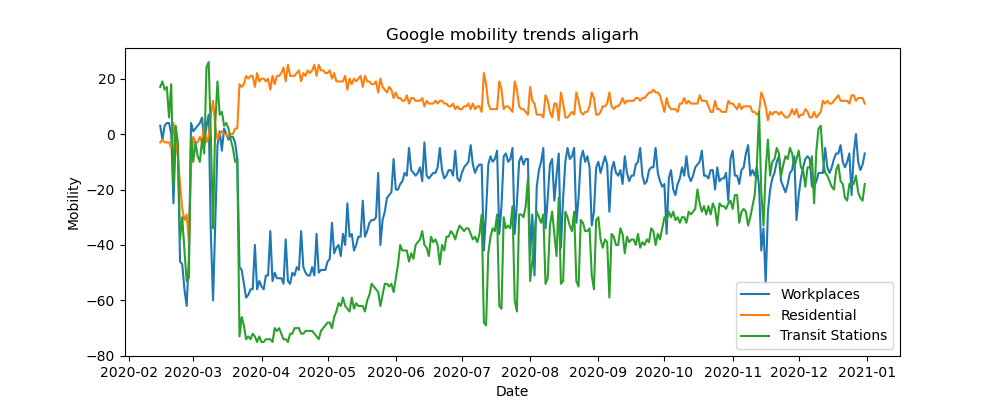 Google mobility trends aligarh
Mobility
20
0
−20
−40
−60
−80
Workplaces
Residential
Transit Stations
2020-02 2020-03 2020-04 2020-05 2020-06 2020-07 2020-08 2020-09 2020-10 2020-11 2020-12 2021-01
Date